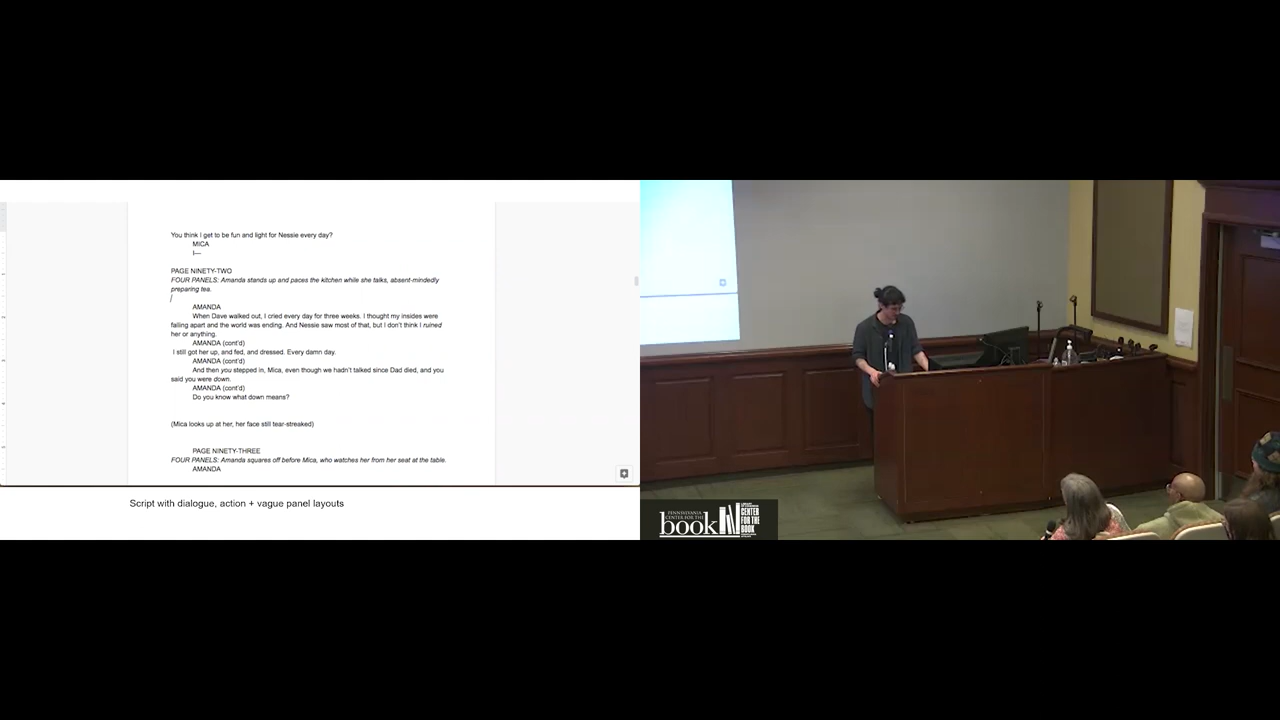 You think I get to be fun and light for Nessie every day?
MICA
I—
PAGE NINETY-TWO
FOUR PANELS: Amanda stands up and paces the kitchen while she talks, absent-mindedly
preparing tea.
AMANDA
When Dave walked out, I cried every day for three weeks. I thought my insides were
falling apart and the world was ending. And Nessie saw most of that, but I don't think I ruined
her or anything.
AMANDA (cont'd)
I still got her up, and fed, and dressed. Every damn day.
AMANDA (cont'd)
And then you stepped in, Mica, even though we hadn't talked since Dad died, and you
said you were down.
AMANDA (cont'd)
Do you know what down means?
(Mica looks up at her, her face still tear-streaked)
PAGE NINETY-THREE
FOUR PANELS: Amanda squares off before Mica, who watches her from her seat at the table.
AMANDA
Script with dialogue, action + vague panel layouts
PENNSYLVANIA
CENTER FOR THE
book
LIBRARY OF CONGRESS
CENTER
FOR THE
BOOK